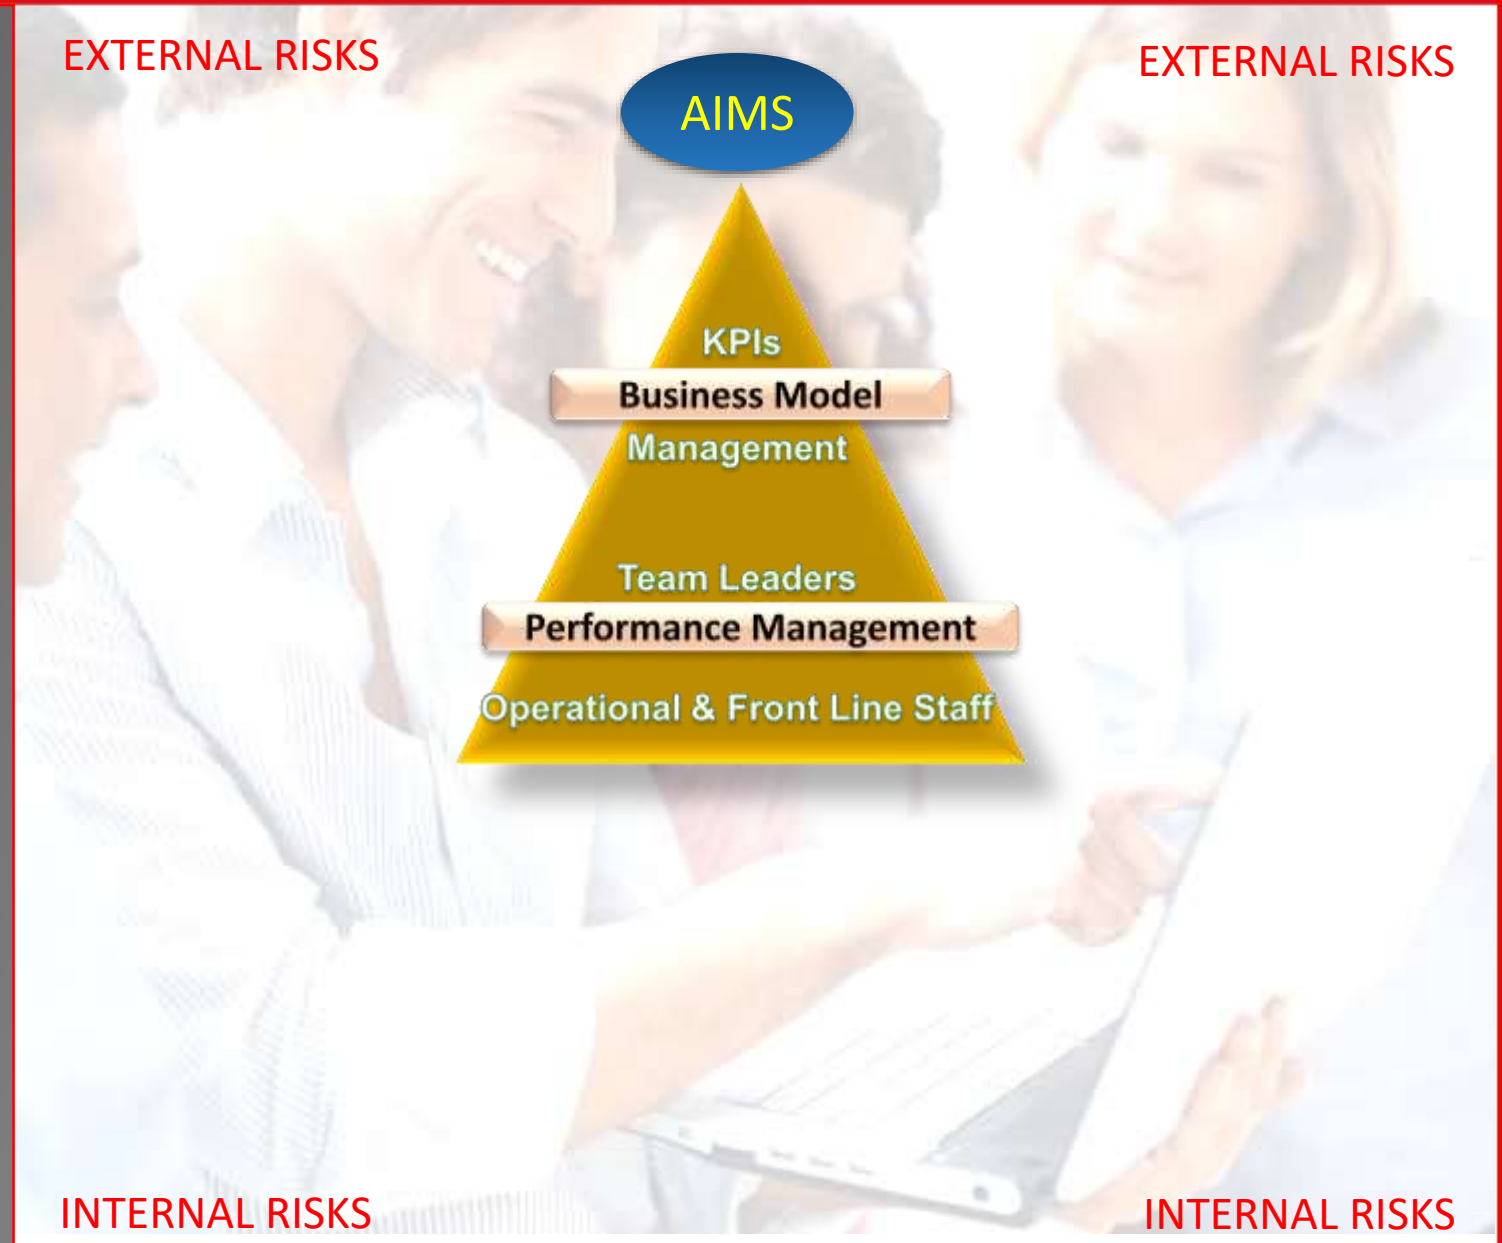 EXTERNAL RISKS
EXTERNAL RISKS
AIMS
KPIs
Business Model
Management
Team Leaders
Performance Management
Operational & Front Line Staff
INTERNAL RISKS
INTERNAL RISKS